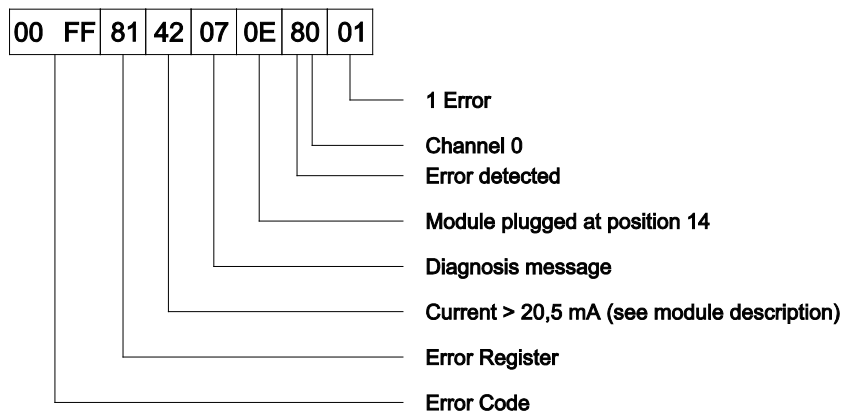 00 FF 81 42 07 0E 80 01
1 Error
Channel 0
Error detected
Module plugged at position 14
Diagnosis message
Current > 20,5 mA (see module description)
Error Register
Error Code